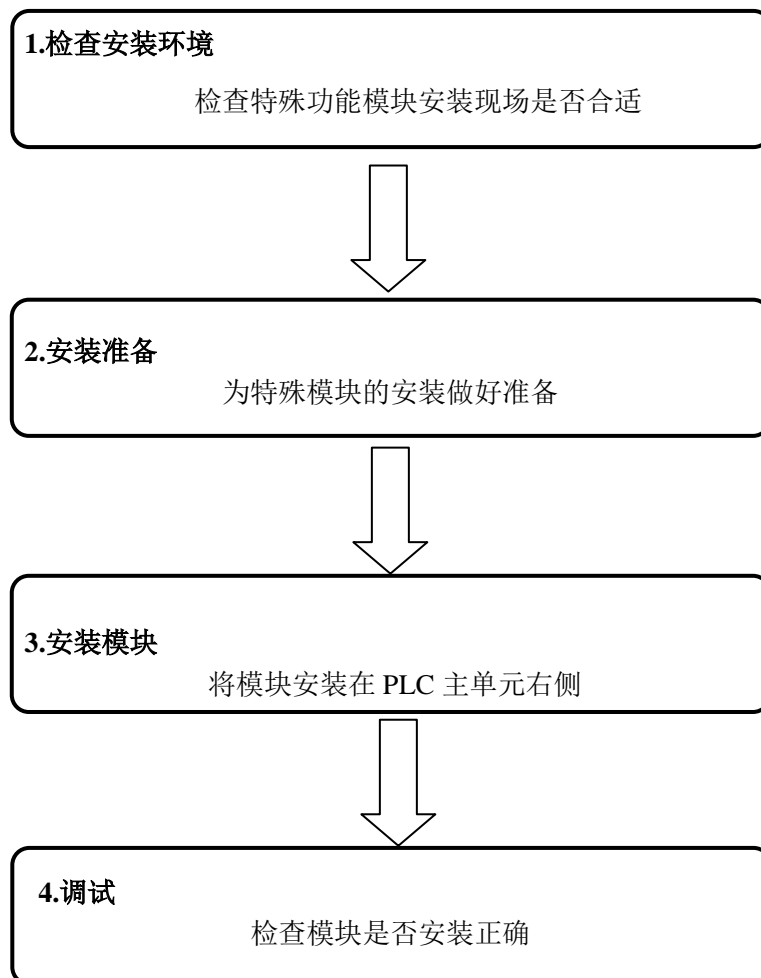 1.检查安装环境
检查特殊功能模块安装现场是否合适
2.安装准备
为特殊模块的安装做好准备
3.安装模块
将模块安装在 PLC 主单元右侧
4.调试
检查模块是否安装正确